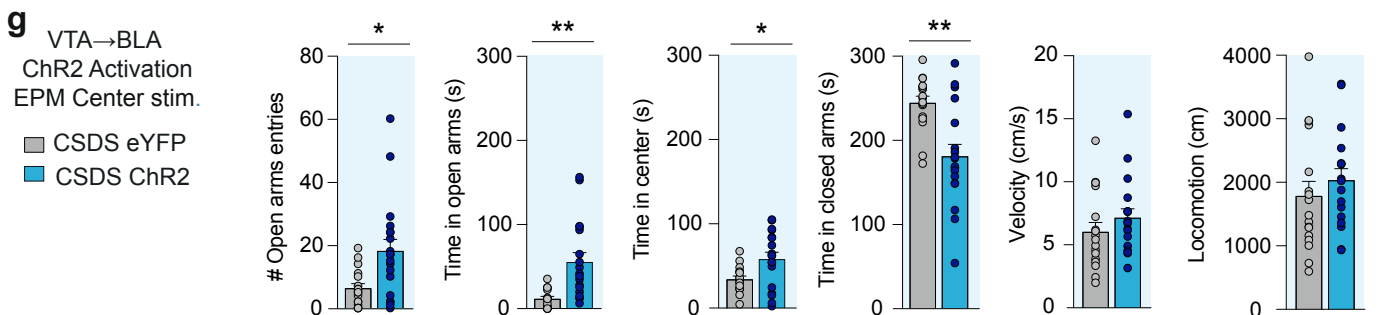 g
VTA→BLA
ChR2 Activation
EPM Center stim.
CSDS eYFP
CSDS ChR2
*
# Open arms entries
80
60
40
20
0
**
Time in open arms (s)
300
200
100
0
*
Time in center (s)
300
200
100
0
**
Time in closed arms (s)
300
200
100
0
Velocity (cm/s)
20
15
10
5
0
Locomotion (cm)
4000
3000
2000
1000
0